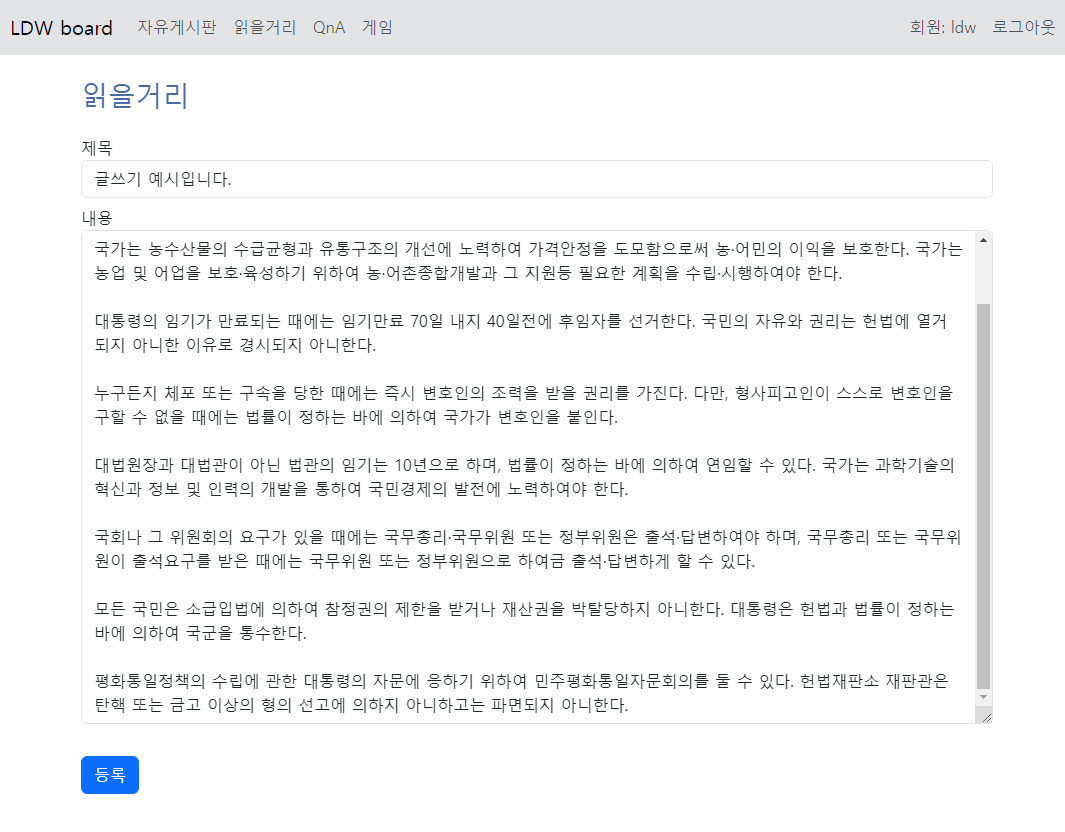 LDW board 자유게시판 읽을거리 QnA 게임 회원: ldw 로그아웃
읽을거리
제목
글쓰기 예시입니다.
내용
국가는 농수산물의 수급균형과 유통구조의 개선에 노력하여 가격안정을 도모함으로써 농·어민의 이익을 보호한다. 국가는
농업 및 어업을 보호·육성하기 위하여 농·어촌종합개발과 그 지원등 필요한 계획을 수립·시행하여야 한다.
대통령의 임기가 만료되는 때에는 임기만료 70일 내지 40일전에 후임자를 선거한다. 국민의 자유와 권리는 헌법에 열거
되지 아니한 이유로 경시되지 아니한다.
누구든지 체포 또는 구속을 당한 때에는 즉시 변호인의 조력을 받을 권리를 가진다. 다만, 형사피고인이 스스로 변호인을
구할 수 없을 때에는 법률이 정하는 바에 의하여 국가가 변호인을 붙인다.
대법원장과 대법관이 아닌 법관의 임기는 10년으로 하며, 법률이 정하는 바에 의하여 연임할 수 있다. 국가는 과학기술의
혁신과 정보 및 인력의 개발을 통하여 국민경제의 발전에 노력하여야 한다.
국회나 그 위원회의 요구가 있을 때에는 국무총리·국무위원 또는 정부위원은 출석·답변하여야 하며, 국무총리 또는 국무위
원이 출석요구를 받은 때에는 국무위원 또는 정부위원으로 하여금 출석·답변하게 할 수 있다.
모든 국민은 소급입법에 의하여 참정권의 제한을 받거나 재산권을 박탈당하지 아니한다. 대통령은 헌법과 법률이 정하는
바에 의하여 국군을 통수한다.
평화통일정책의 수립에 관한 대통령의 자문에 응하기 위하여 민주평화통일자문회의를 둘 수 있다. 헌법재판소 재판관은
탄핵 또는 금고 이상의 형의 선고에 의하지 아니하고는 파면되지 아니한다.
등록